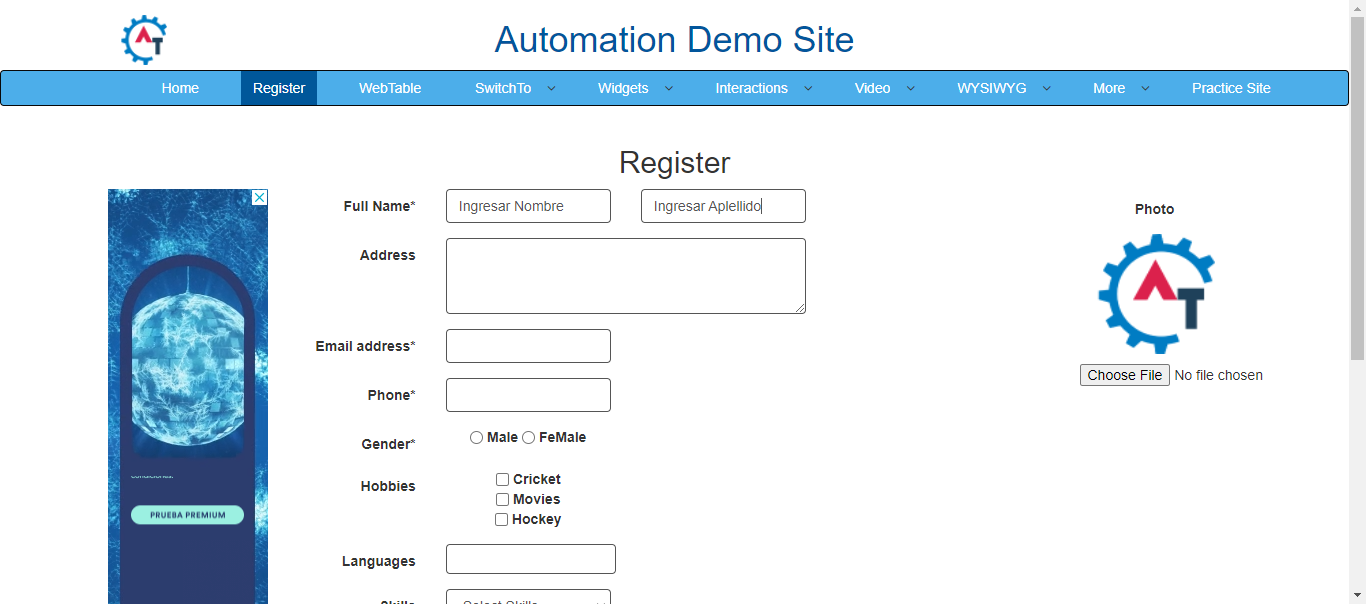 AT
Automation Demo Site
Home Register WebTable SwitchTo Widgets Interactions Video WYSIWYG More Practice Site
Register
Full Name* Ingresar Nombre Ingresar Aplellido
Photo
Address
AT
Email address*
Choose File No file chosen
Phone*
Gender* Male FeMale
Hobbies Cricket
Movies
Hockey
PRUEBA PREMIUM
Languages
Skills Select Skills